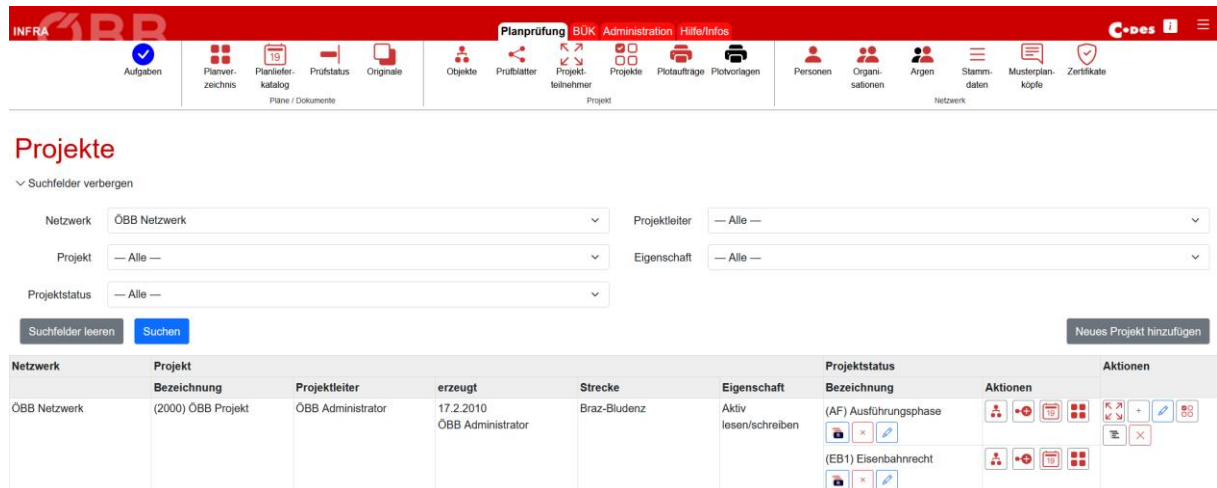 INFRA ÖBB
Planprüfung BÜK Administration Hilfe/Infos
C•DES i
Aufgaben
Planver-
zeichnis
19
Planliefer-
katalog
Prüfstatus
Originale
Pläne / Dokumente
Objekte
Prüfblätter
Projekt-
teilnehmer
Projekte
Plotaufträge
Plotvorlagen
Projekt
Personen
Organi-
sationen
Argen
Stamm-
daten
Musterplan-
köpfe
Zertifikate
Netzwerk
Projekte
Suchfelder verbergen
Netzwerk ÖBB Netzwerk Projektleiter — Alle —
Projekt — Alle — Eigenschaft — Alle —
Projektstatus — Alle —
Suchfelder leeren Suchen Neues Projekt hinzufügen
Netzwerk Projekt Projektstatus Aktionen
Bezeichnung Projektleiter erzeugt Strecke Eigenschaft Bezeichnung Aktionen
ÖBB Netzwerk (2000) ÖBB Projekt ÖBB Administrator 17.2.2010 Braz-Bludenz Aktiv (AF) Ausführungsphase 19
ÖBB Administrator lesen/schreiben
(EB1) Eisenbahnrecht 19